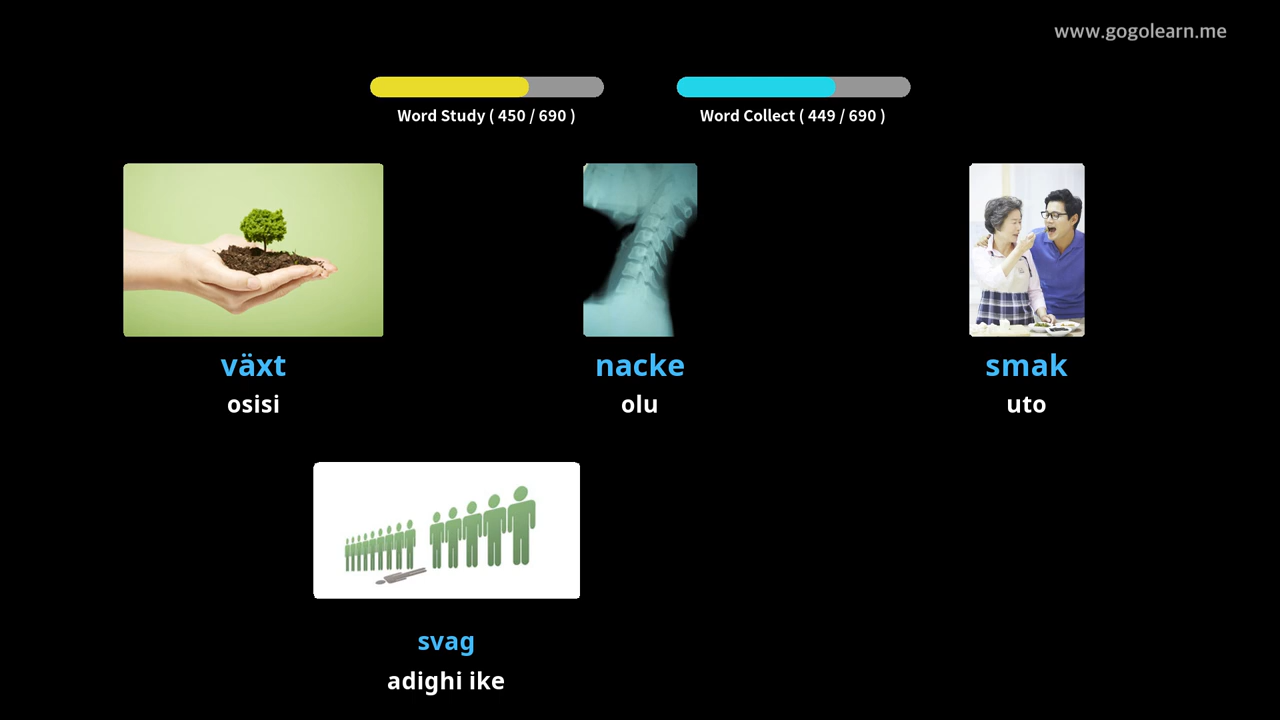 www.gogolearn.me
Word Study ( 450 / 690 )
Word Collect ( 449 / 690 )
växt
osisi
nacke
olu
smak
uto
svag
adighi ike